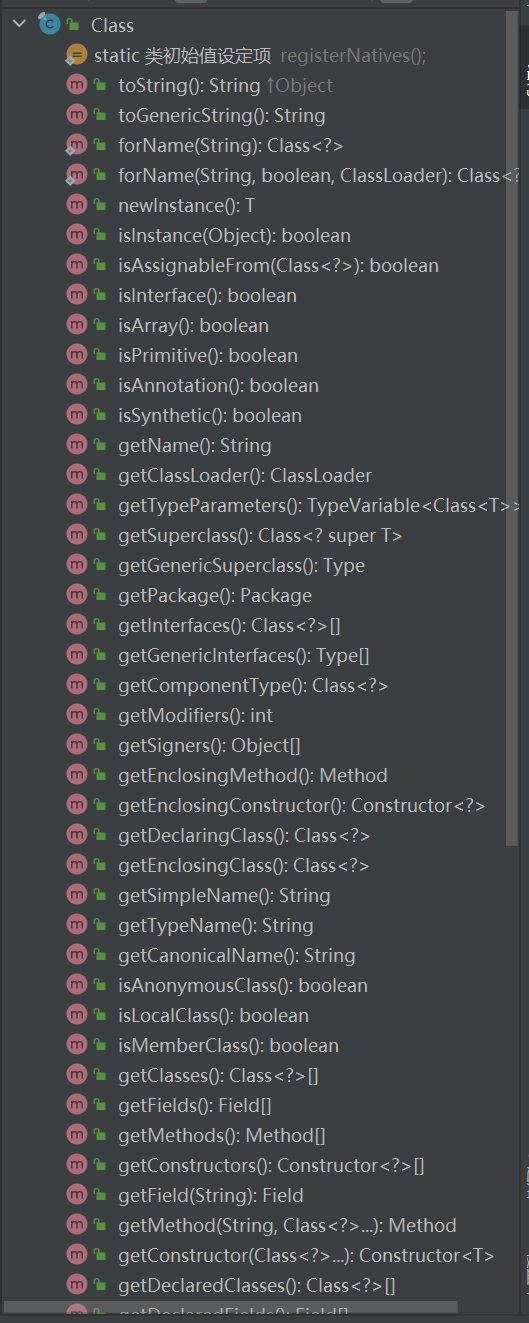 Class
static 类初始值设定项 registerNatives();
toString(): String ↑Object
toGenericString(): String
forName(String): Class<?>
forName(String, boolean, ClassLoader): Class<?
newInstance(): T
isInstance(Object): boolean
isAssignableFrom(Class<?>): boolean
isInterface(): boolean
isArray(): boolean
isPrimitive(): boolean
isAnnotation(): boolean
isSynthetic(): boolean
getName(): String
getClassLoader(): ClassLoader
getTypeParameters(): TypeVariable<Class<T>>
getSuperclass(): Class<? super T>
getGenericSuperclass(): Type
getPackage(): Package
getInterfaces(): Class<?>[]
getGenericInterfaces(): Type[]
getComponentType(): Class<?>
getModifiers(): int
getSigners(): Object[]
getEnclosingMethod(): Method
getEnclosingConstructor(): Constructor<?>
getDeclaringClass(): Class<?>
getEnclosingClass(): Class<?>
getSimpleName(): String
getTypeName(): String
getCanonicalName(): String
isAnonymousClass(): boolean
isLocalClass(): boolean
isMemberClass(): boolean
getClasses(): Class<?>[]
getFields(): Field[]
getMethods(): Method[]
getConstructors(): Constructor<?>[]
getField(String): Field
getMethod(String, Class<?>...): Method
getConstructor(Class<?>...): Constructor<T>
getDeclaredClasses(): Class<?>[]
getDeclaredFields(): Field[]